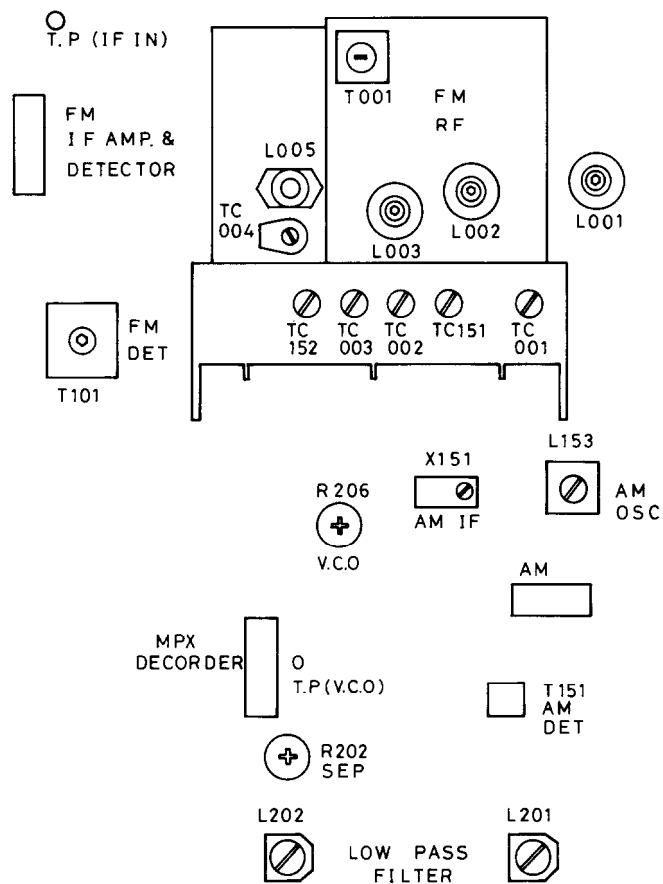 T.P (IF IN)
FM
IF AMP. &
DETECTOR
T001
FM
RF
L005
TC
004
L003
L002
L001
TC
152
TC
003
TC
002
TC151
TC
001
FM
DET
T101
X151
AM IF
L153
AM
OSC
R206
V.C.O
AM
MPX
DECORDER
T.P(V.C.O)
T151
AM
DET
R202
SEP
L202
LOW PASS
FILTER
L201